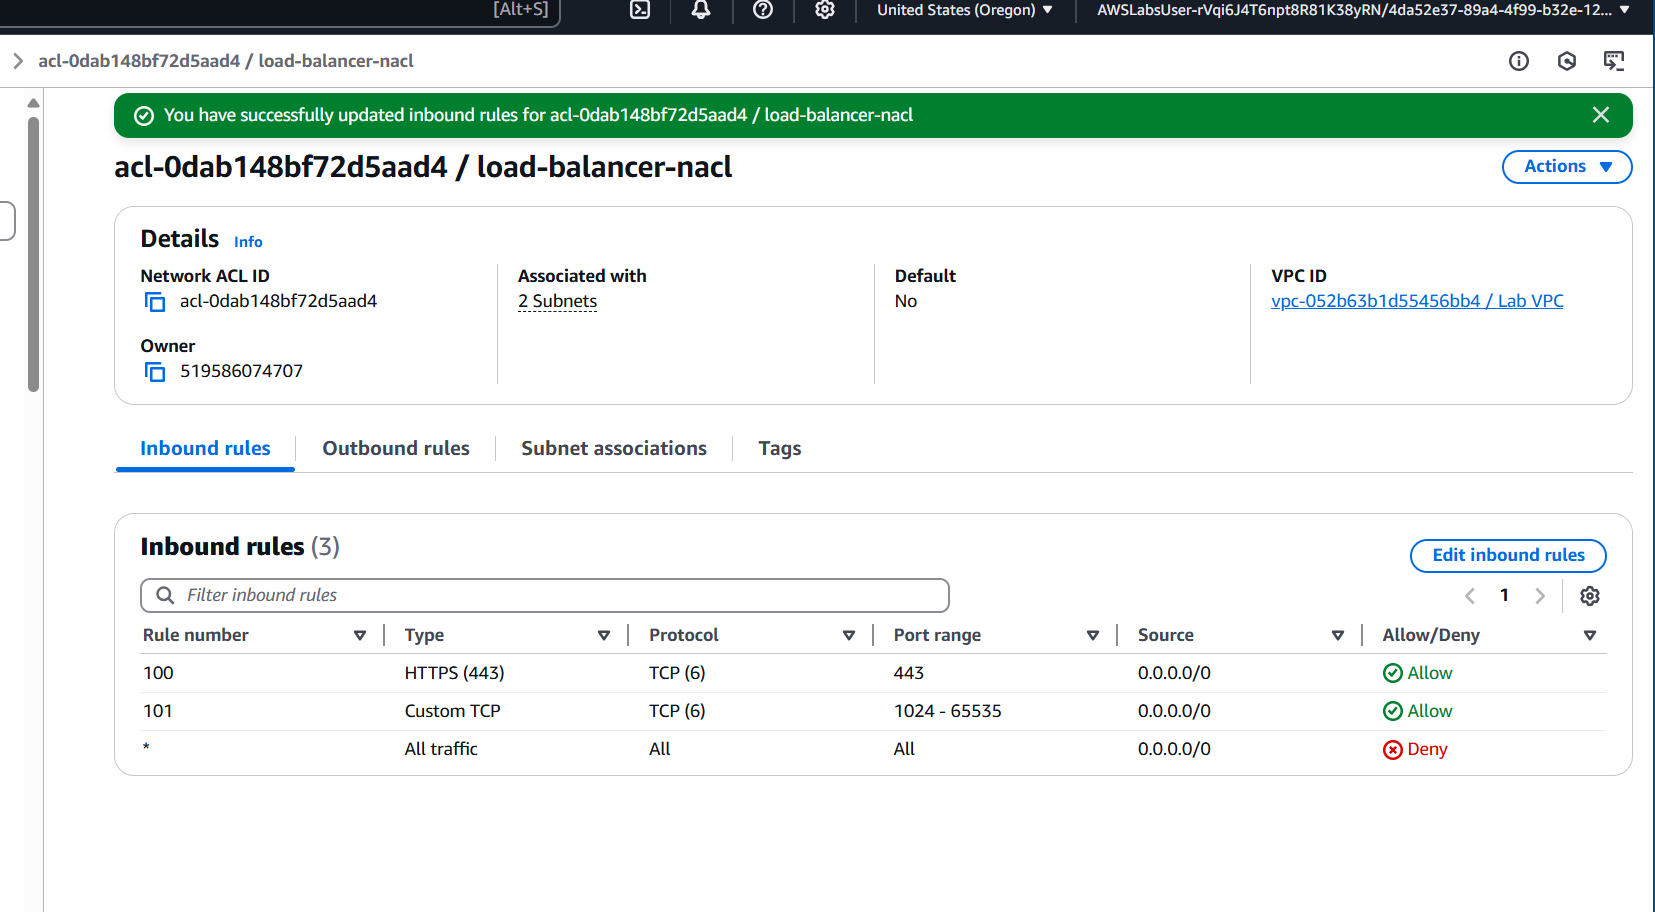 [Alt+S]
United States (Oregon)
AWSLabsUser-rVqi6J4T6npt8R81K38yRN/4da52e37-89a4-4f99-b32e-12...
acl-0dab148bf72d5aad4 / load-balancer-nacl
You have successfully updated inbound rules for acl-0dab148bf72d5aad4 / load-balancer-nacl
acl-0dab148bf72d5aad4 / load-balancer-nacl
Actions
Details Info
Network ACL ID
acl-0dab148bf72d5aad4
Associated with
2 Subnets
Default
No
VPC ID
vpc-052b63b1d55456bb4 / Lab VPC
Owner
519586074707
Inbound rules
Outbound rules
Subnet associations
Tags
Inbound rules (3)
Edit inbound rules
Filter inbound rules
1
Rule number Type Protocol Port range Source Allow/Deny
100 HTTPS (443) TCP (6) 443 0.0.0.0/0 Allow
101 Custom TCP TCP (6) 1024 - 65535 0.0.0.0/0 Allow
* All traffic All All 0.0.0.0/0 Deny